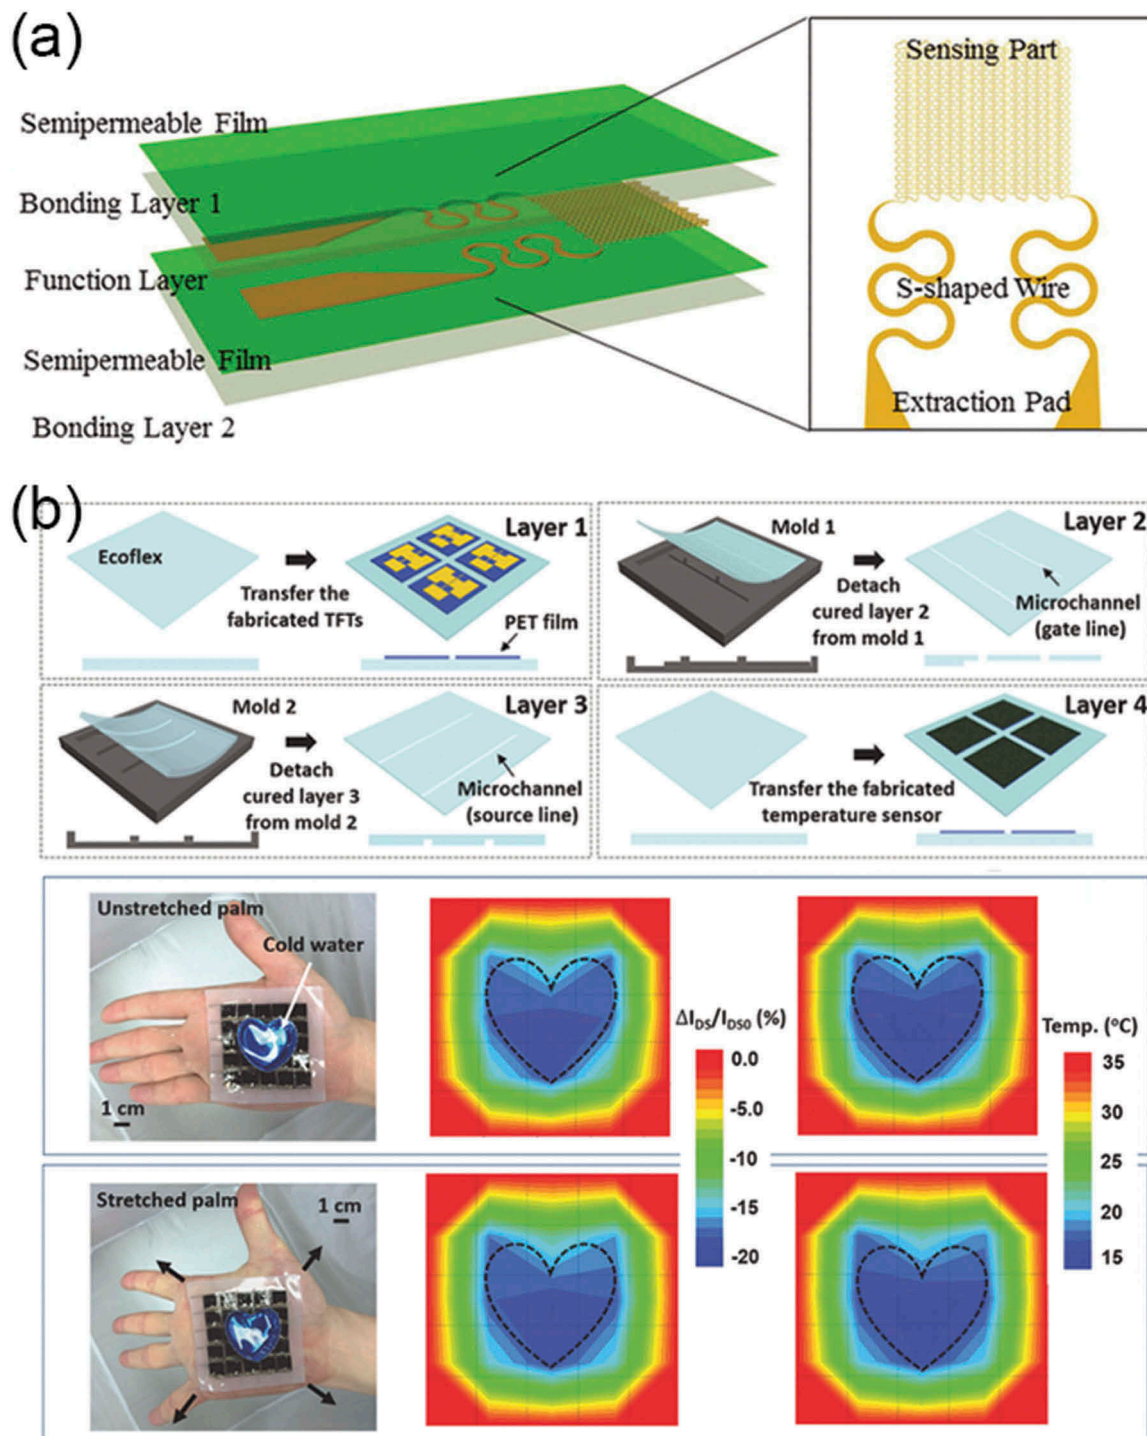 (a)
Semipermeable Film
Bonding Layer 1
Function Layer
Semipermeable Film
Bonding Layer 2
Sensing Part
S-shaped Wire
Extraction Pad
(b)
Layer 1
Ecoflex
Transfer the
fabricated TFTs
PET film
Layer 2
Mold 1
Detach
cured layer 2
from mold 1
Microchannel
(gate line)
Layer 3
Mold 2
Detach
cured layer 3
from mold 2
Microchannel
(source line)
Layer 4
Transfer the fabricated
temperature sensor
Unstretched palm
Cold water
1 cm
ΔI_DS/I_DS0 (%)
0.0
-5.0
-10
-15
-20
Temp. (°C)
35
30
25
20
15
Stretched palm
1 cm